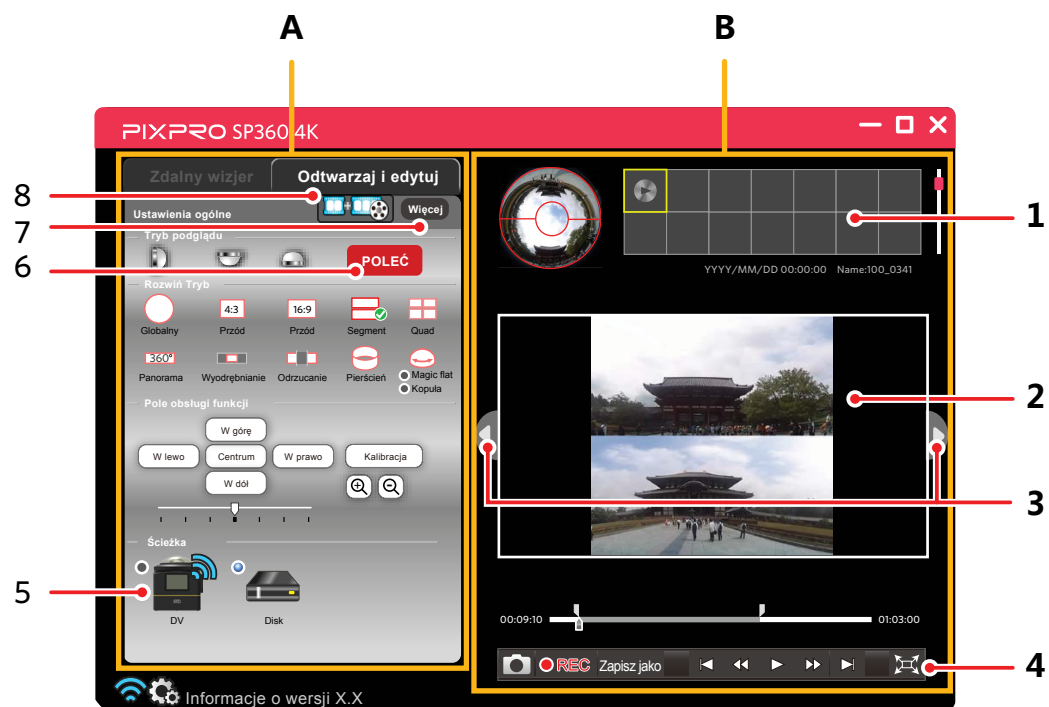 A
B
PIXPRO SP360 4K
Zdalny wizjer
Odtwarzaj i edytuj
8
Ustawienia ogólne
Więcej
7
Tryb podglądu
6
POLEĆ
Rozwiń Tryb
4:3
16:9
Globalny
Przód
Przód
Segment
Quad
360°
Panorama
Wyodrębnianie
Odrzucanie
Pierścień
Magic flat
Kopuła
Pole obsługi funkcji
W górę
W lewo
Centrum
W prawo
Kalibracja
W dół
Ścieżka
5
DV
Disk
Informacje o wersji X.X
1
YYYY/MM/DD 00:00:00 Name:100_0341
2
3
00:09:10
01:03:00
REC
Zapisz jako
4